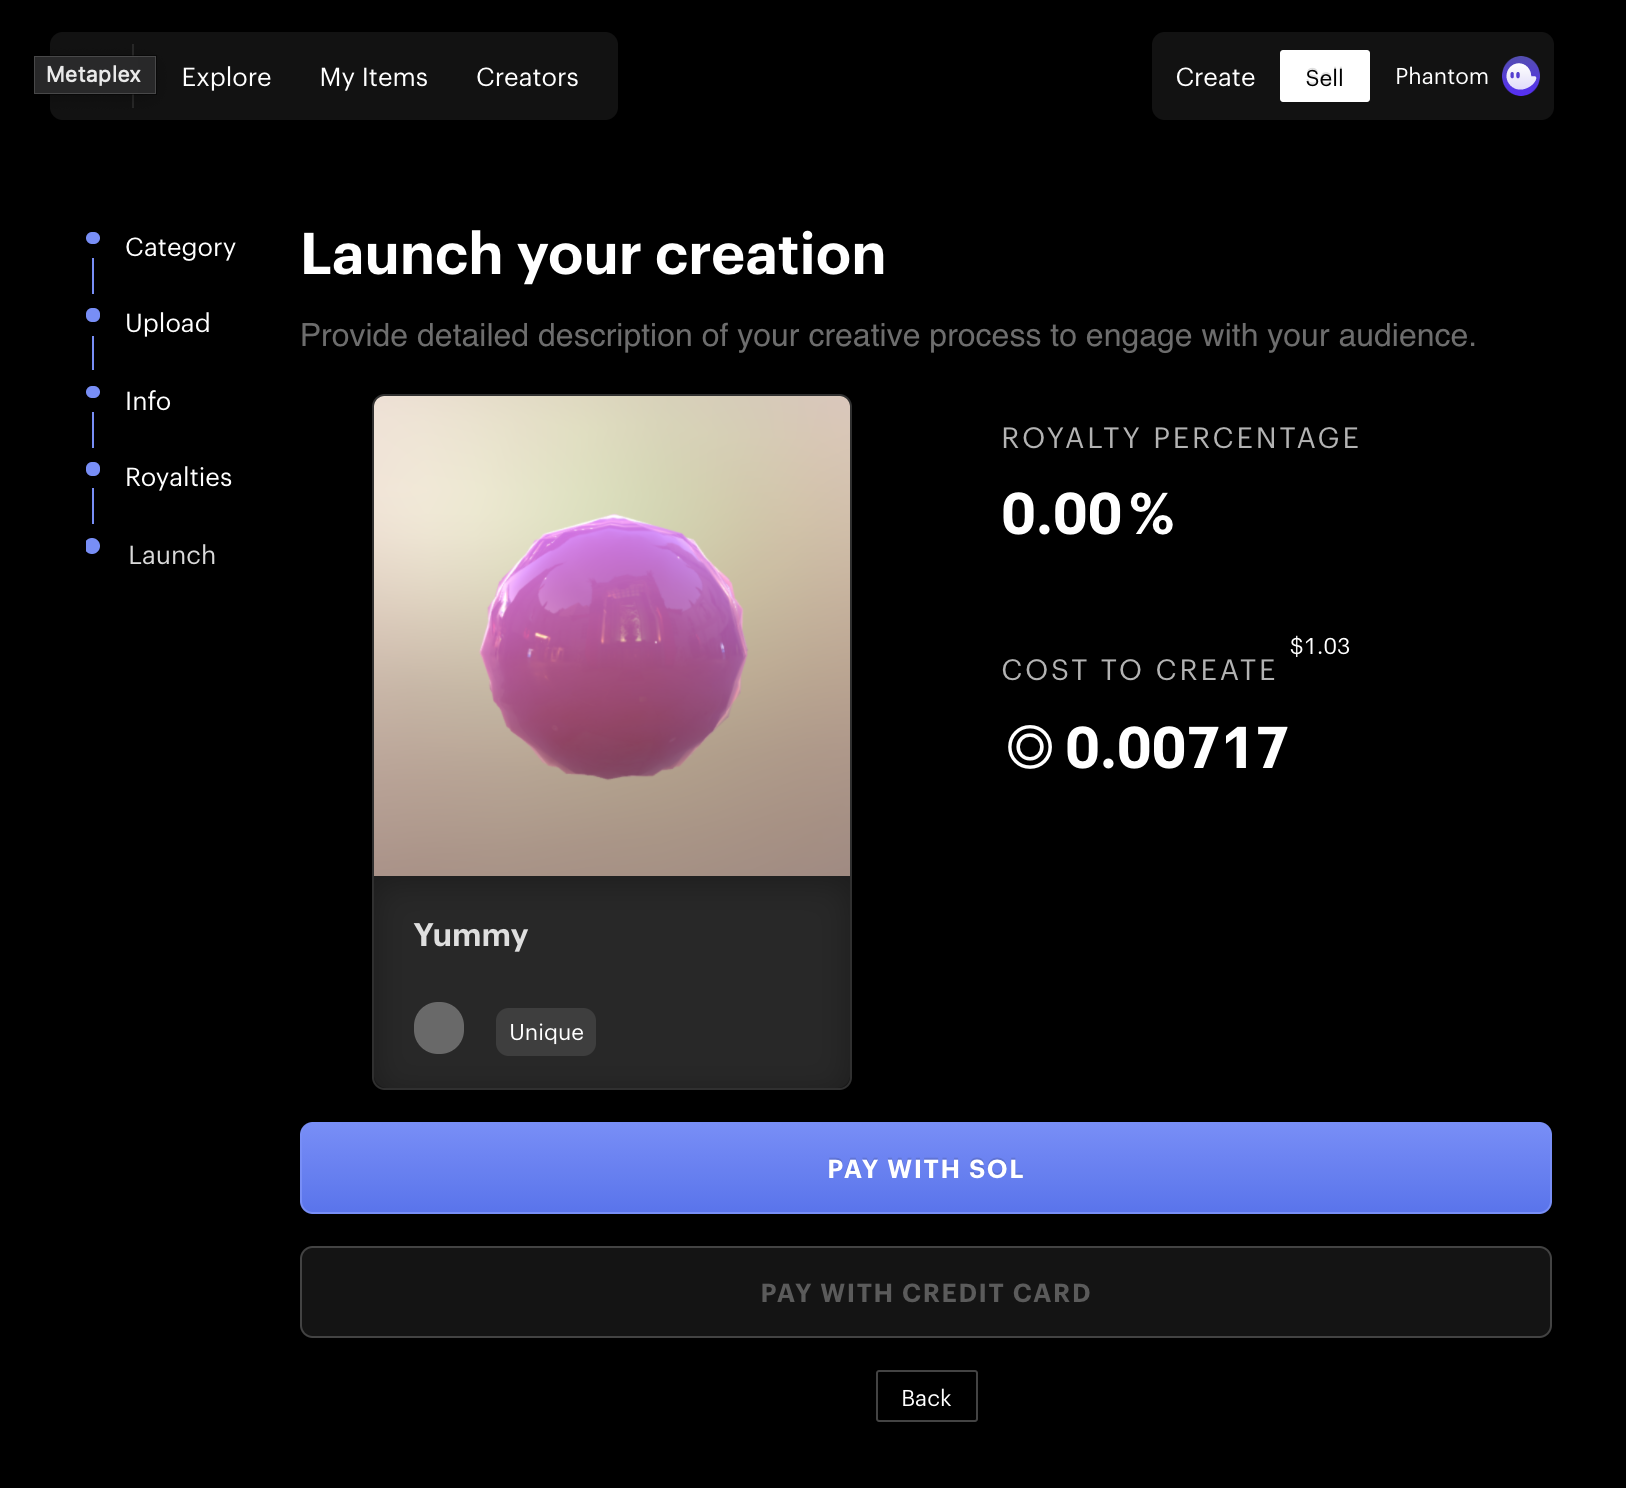 Metaplex
Explore
My Items
Creators
Create
Sell
Phantom
Category
Upload
Info
Royalties
Launch
Launch your creation
Provide detailed description of your creative process to engage with your audience.
ROYALTY PERCENTAGE
0.00%
COST TO CREATE $1.03
0.00717
Yummy
Unique
PAY WITH SOL
PAY WITH CREDIT CARD
Back